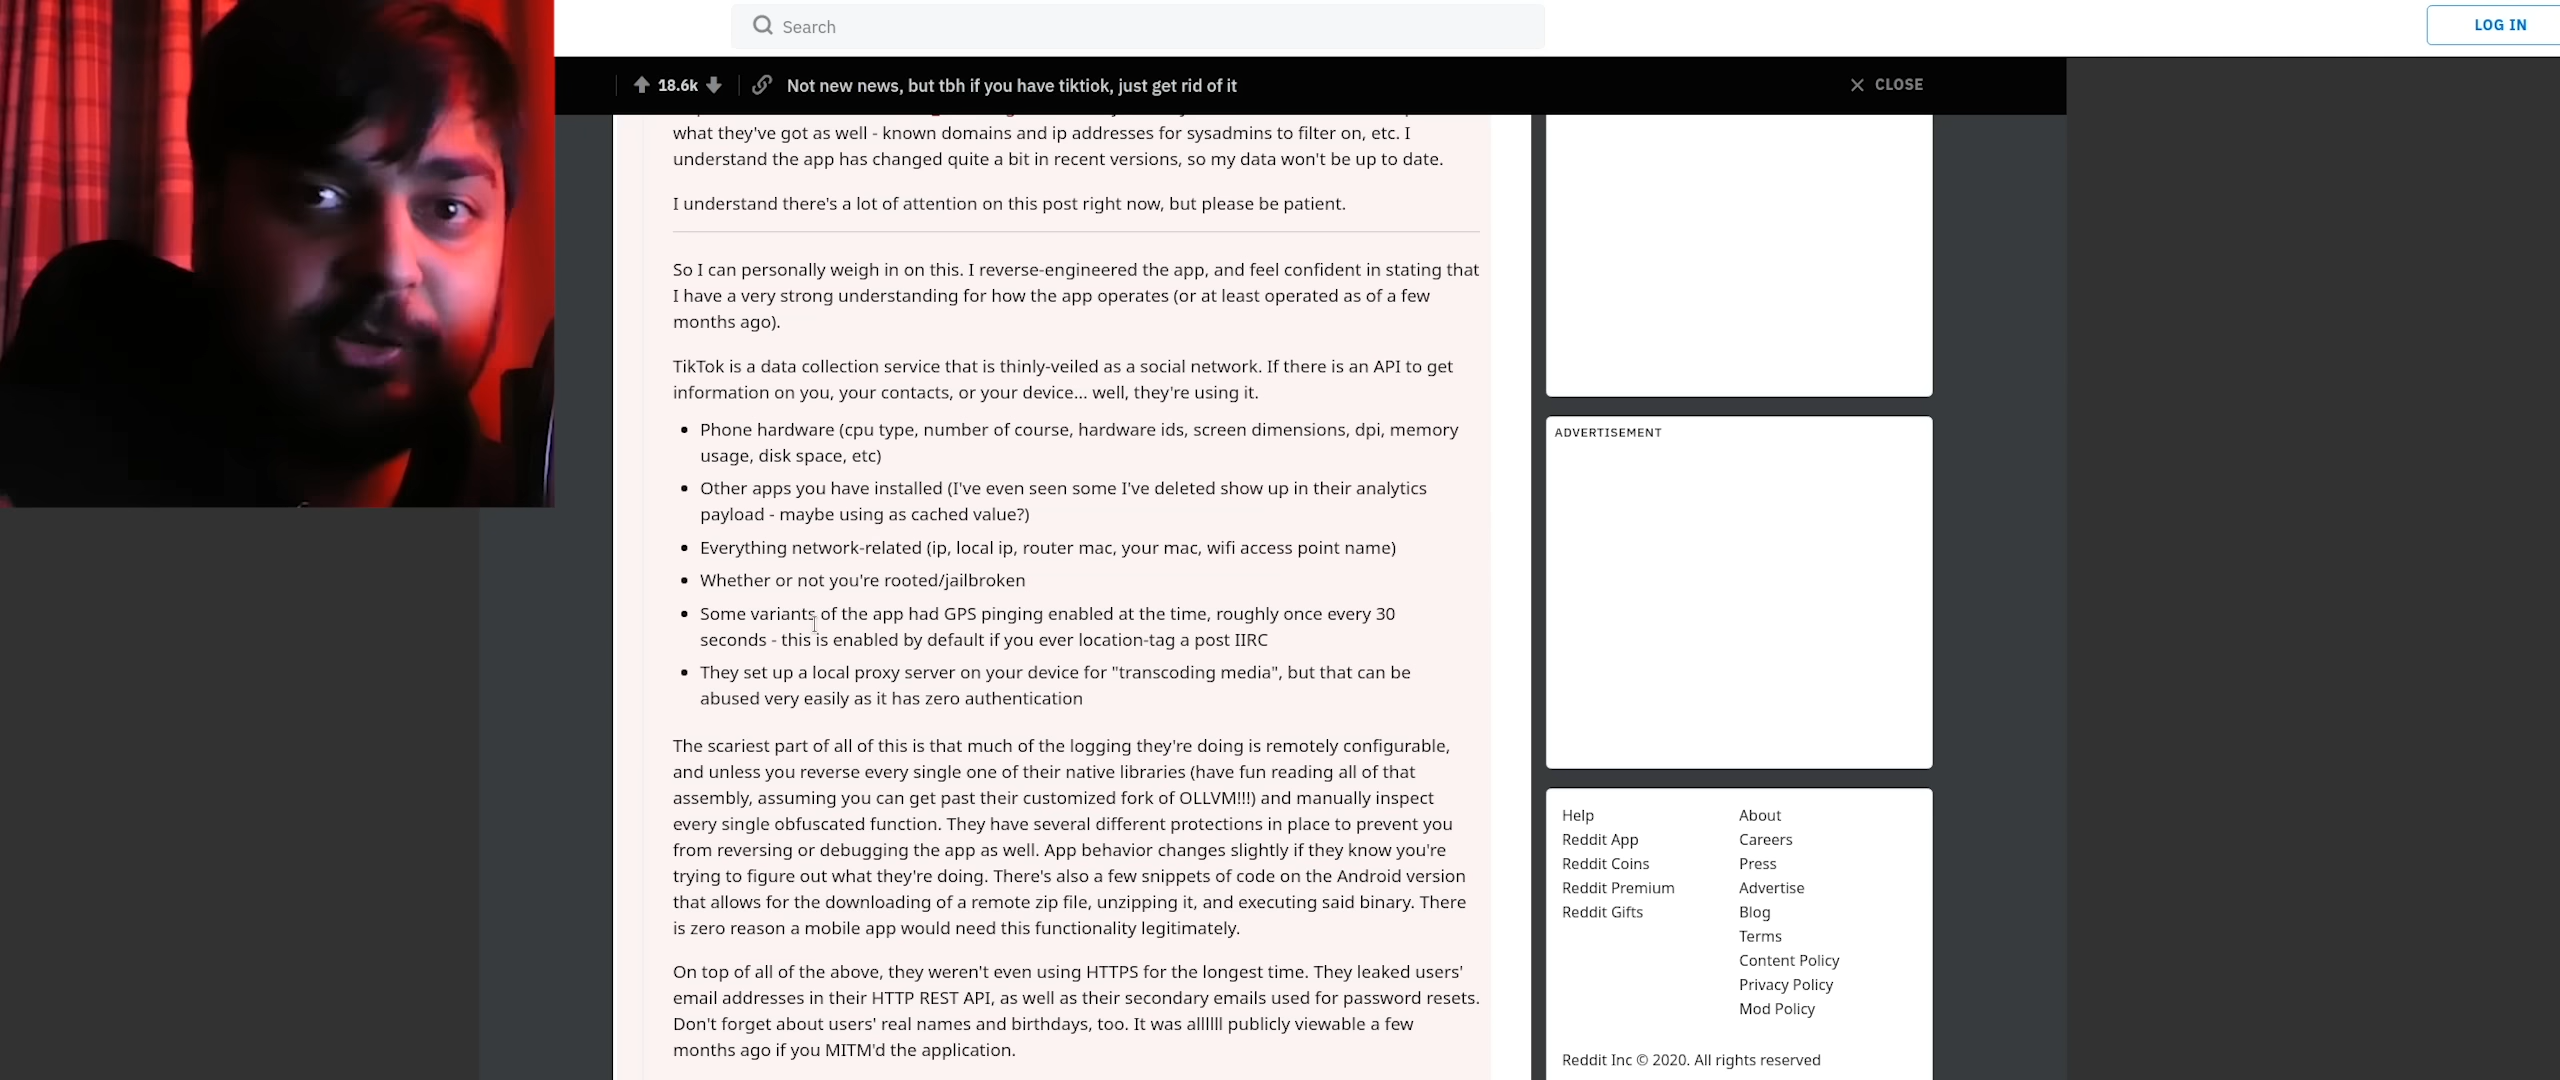 Search
LOG IN
18.6k
Not new news, but tbh if you have tiktiok, just get rid of it
CLOSE
what they've got as well - known domains and ip addresses for sysadmins to filter on, etc. I
understand the app has changed quite a bit in recent versions, so my data won't be up to date.
I understand there's a lot of attention on this post right now, but please be patient.
So I can personally weigh in on this. I reverse-engineered the app, and feel confident in stating that
I have a very strong understanding for how the app operates (or at least operated as of a few
months ago).
TikTok is a data collection service that is thinly-veiled as a social network. If there is an API to get
information on you, your contacts, or your device... well, they're using it.
• Phone hardware (cpu type, number of course, hardware ids, screen dimensions, dpi, memory
usage, disk space, etc)
• Other apps you have installed (I've even seen some I've deleted show up in their analytics
payload - maybe using as cached value?)
• Everything network-related (ip, local ip, router mac, your mac, wifi access point name)
• Whether or not you're rooted/jailbroken
• Some variants of the app had GPS pinging enabled at the time, roughly once every 30
seconds - this is enabled by default if you ever location-tag a post IIRC
• They set up a local proxy server on your device for "transcoding media", but that can be
abused very easily as it has zero authentication
The scariest part of all of this is that much of the logging they're doing is remotely configurable,
and unless you reverse every single one of their native libraries (have fun reading all of that
assembly, assuming you can get past their customized fork of OLLVM!!!) and manually inspect
every single obfuscated function. They have several different protections in place to prevent you
from reversing or debugging the app as well. App behavior changes slightly if they know you're
trying to figure out what they're doing. There's also a few snippets of code on the Android version
that allows for the downloading of a remote zip file, unzipping it, and executing said binary. There
is zero reason a mobile app would need this functionality legitimately.
On top of all of the above, they weren't even using HTTPS for the longest time. They leaked users'
email addresses in their HTTP REST API, as well as their secondary emails used for password resets.
Don't forget about users' real names and birthdays, too. It was allllll publicly viewable a few
months ago if you MITM'd the application.
ADVERTISEMENT
Help
Reddit App
Reddit Coins
Reddit Premium
Reddit Gifts
About
Careers
Press
Advertise
Blog
Terms
Content Policy
Privacy Policy
Mod Policy
Reddit Inc © 2020. All rights reserved